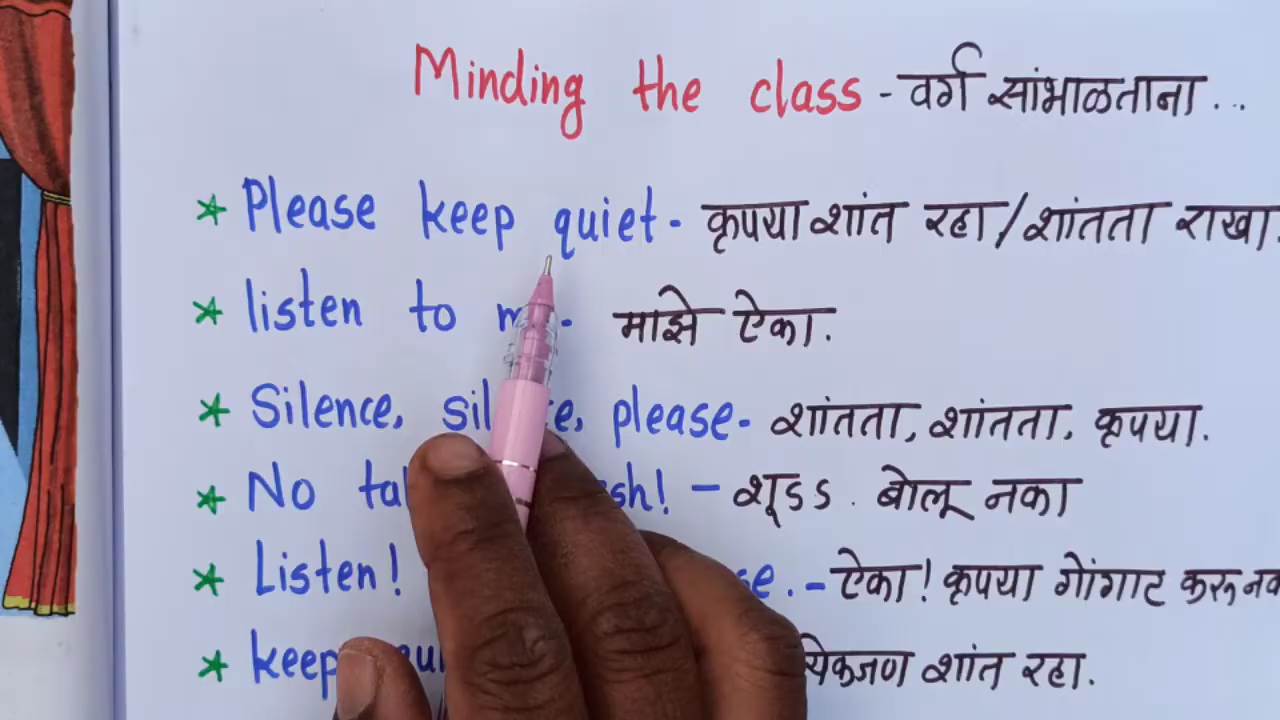 Minding the class - वर्ग सांभाळताना...
* Please keep quiet - कृपया शांत रहा / शांतता राखा.
* listen to - माझे ऐका.
* Silence, please - शांतता, शांतता, कृपया.
* No - शूऽऽ. बोलू नका
* Listen! - ऐका! कृपया गोंगाट करू
* keep शांत रहा.